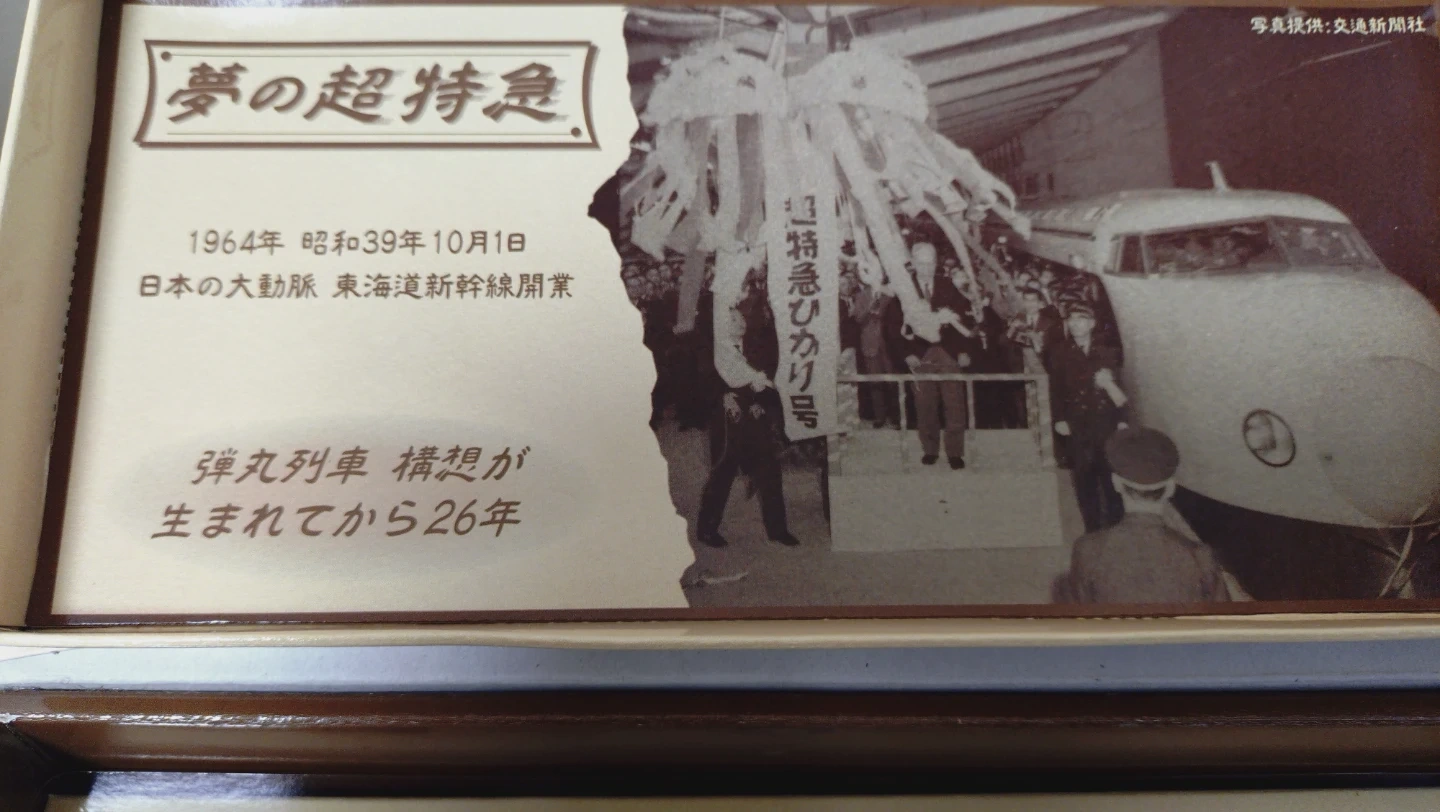 夢の超特急
1964年 昭和39年10月1日
日本の大動脈 東海道新幹線開業
弾丸列車 構想が
生まれてから26年
写真提供:交通新聞社
超特急ひかり号